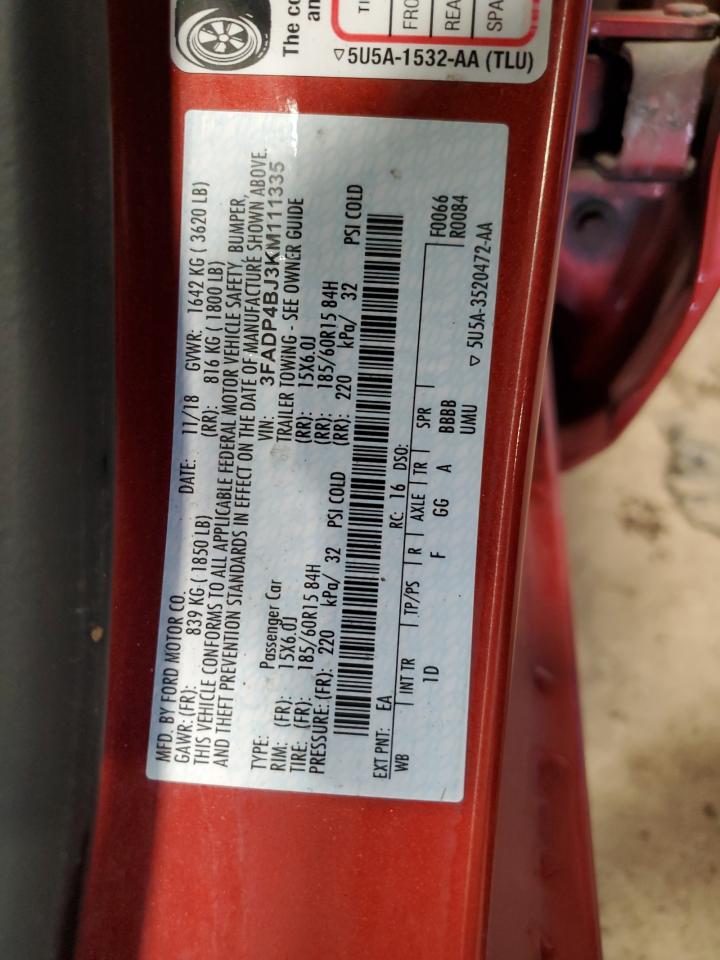 The co
an
TI
FRO
REA
SPA
▽5U5A-1532-AA (TLU)
MFD. BY FORD MOTOR CO. DATE: 11/18 GVWR: 1642 KG ( 3620 LB)
GAWR: (FR): 839 KG ( 1850 LB) (RR): 816 KG ( 1800 LB)
THIS VEHICLE CONFORMS TO ALL APPLICABLE FEDERAL MOTOR VEHICLE SAFETY, BUMPER,
AND THEFT PREVENTION STANDARDS IN EFFECT ON THE DATE OF MANUFACTURE SHOWN ABOVE.
VIN: 3FADP4BJ3KM111335
TYPE: Passenger Car TRAILER TOWING - SEE OWNER GUIDE
RIM: (FR): 15X6.0J (RR): 15X6.0J
TIRE: (FR): 185/60R15 84H (RR): 185/60R15 84H
PRESSURE: (FR): 220 kPa/ 32 PSI COLD (RR): 220 kPa/ 32 PSI COLD
EXT PNT: EA RC: 16 DSO: F0066
WB INT TR TP/PS R AXLE TR SPR R0084
1D F GG A BBBB
UMU
▽ 5U5A-3520472-AA